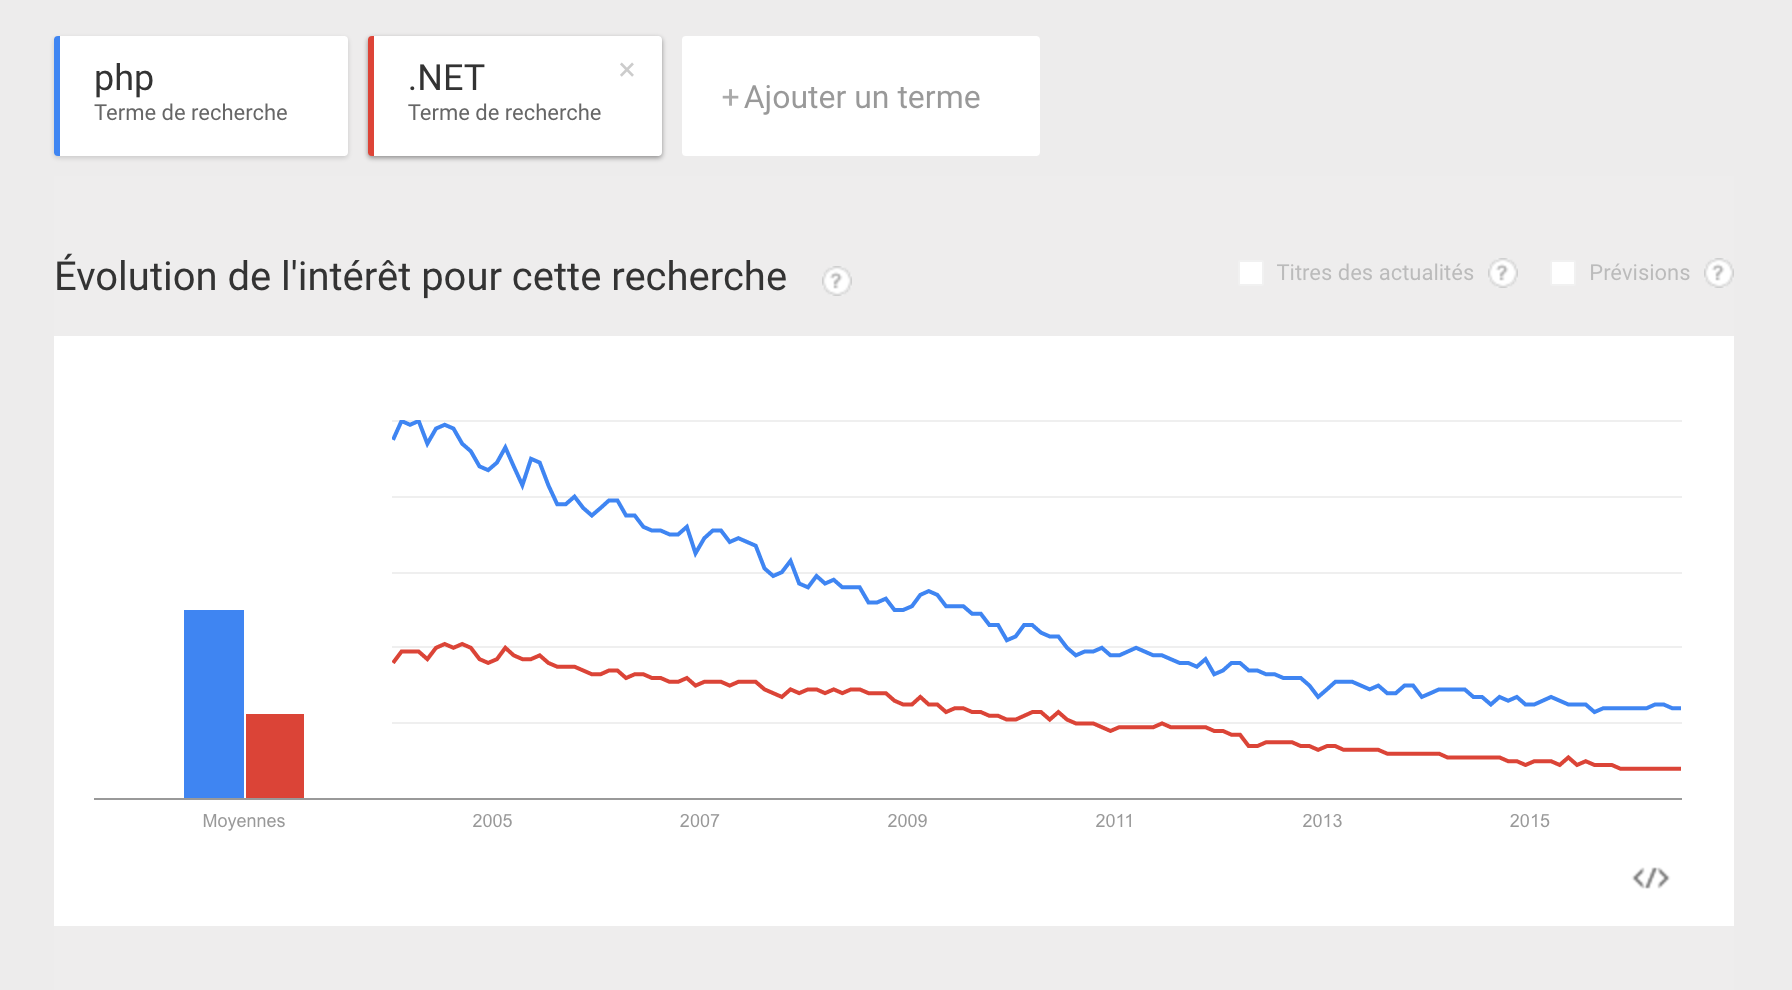 php
Terme de recherche
.NET
×
Terme de recherche
+ Ajouter un terme
Évolution de l'intérêt pour cette recherche ?
Titres des actualités ?
Prévisions ?
Moyennes 2005 2007 2009 2011 2013 2015
</>